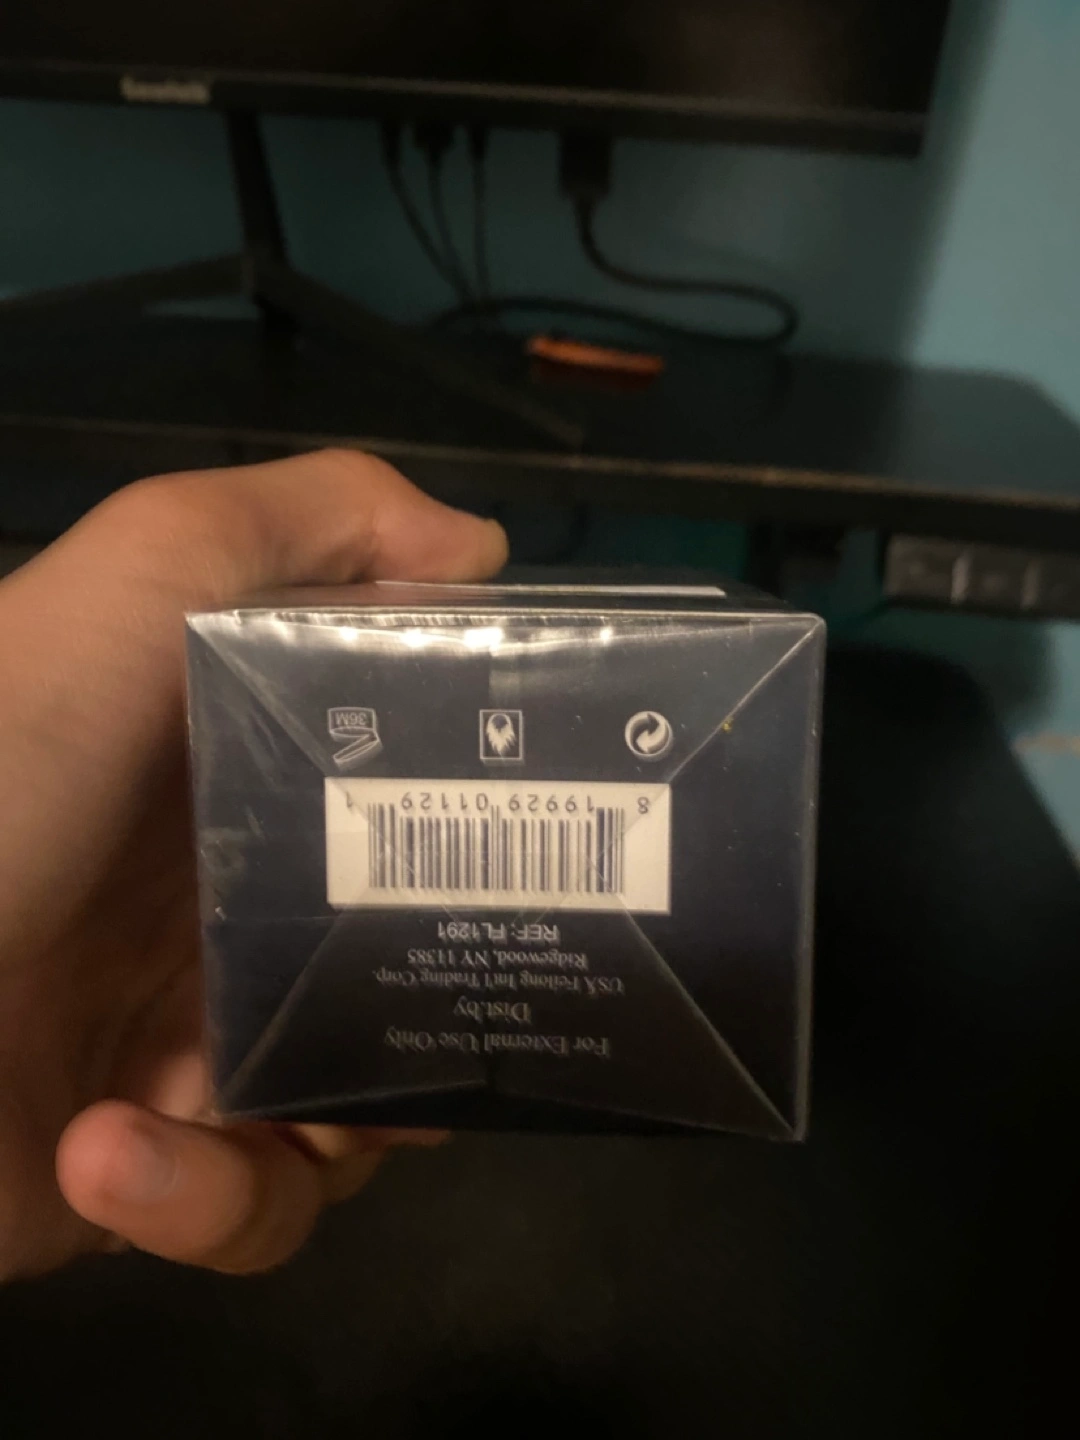 For External Use Only
Dist.by
USA Feilong Int'l Trading Corp.
Ridgewood, NY 11385
REF: FL1291
8 19929 01129 1
36M